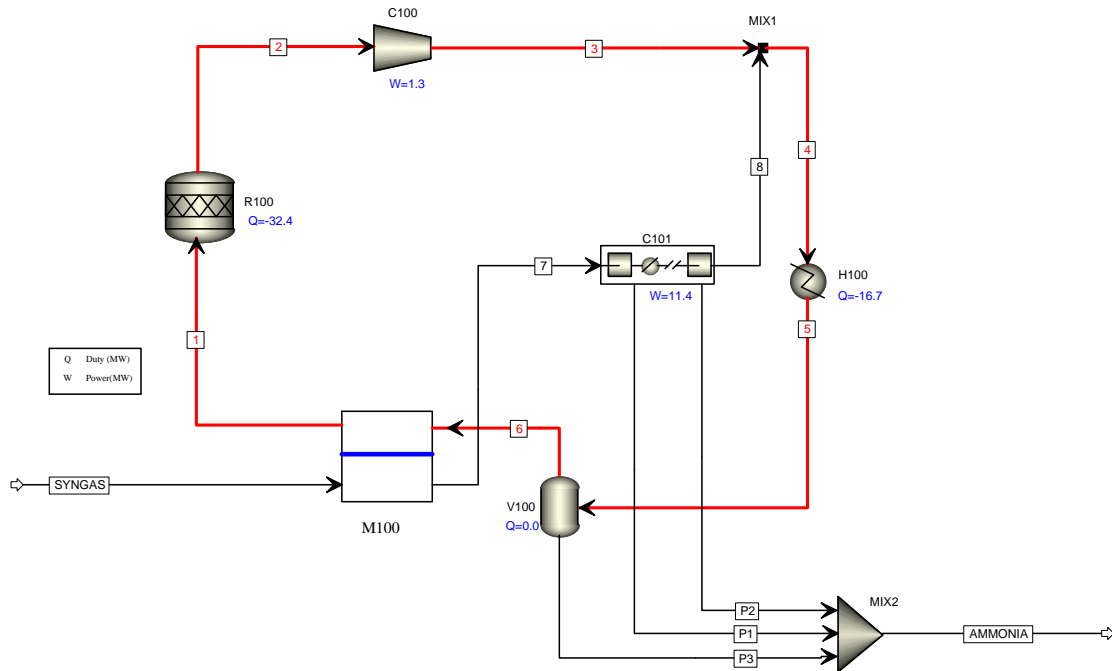 C100
MIX1
2
3
W=1.3
4
8
R100
Q=-32.4
C101
7
H100
Q=-16.7
W=11.4
5
1
Q Duty (MW)
W Power(MW)
6
SYNGAS
V100
Q=0.0
M100
MIX2
P2
P1
AMMONIA
P3